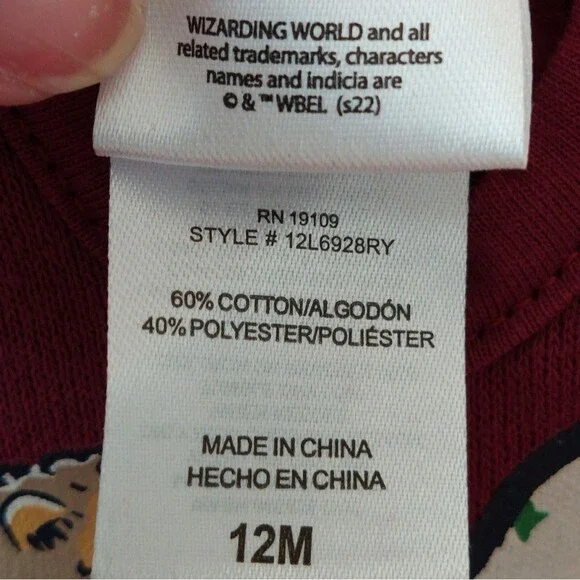 WIZARDING WORLD and all
related trademarks, characters
names and indicia are
© & ™ WBEI. (s22)
RN 19109
STYLE # 12L6928RY
60% COTTON/ALGODÓN
40% POLYESTER/POLIÉSTER
MADE IN CHINA
HECHO EN CHINA
12M